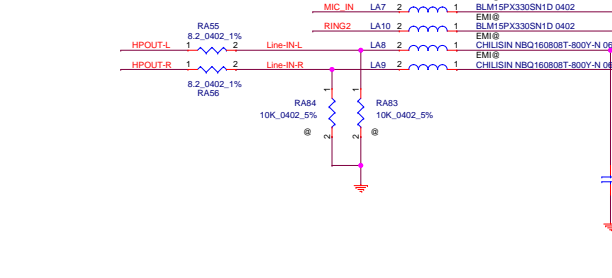 MIC_IN LA7 2 1 BLM15PX330SN1D 0402
EMI@
RING2 LA10 2 1 BLM15PX330SN1D 0402
EMI@
RA55
8.2_0402_1%
HPOUT-L 1 2 Line-IN-L LA8 2 1 CHILISIN NBQ160808T-800Y-N 06
EMI@
HPOUT-R 1 2 Line-IN-R LA9 2 1 CHILISIN NBQ160808T-800Y-N 06
8.2_0402_1%
RA56
1 1
RA84 RA83
10K_0402_5% 10K_0402_5%
@ @
2 2